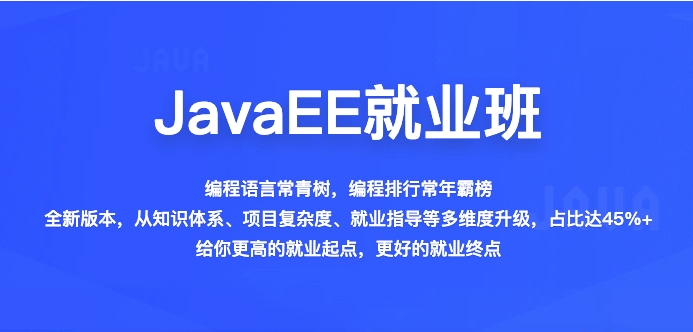 JAVA
JavaEE就业班
编程语言常青树，编程排行常年霸榜
JAVA
全新版本，从知识体系、项目复杂度、就业指导等多维度升级，占比达45%+
给你更高的就业起点，更好的就业终点